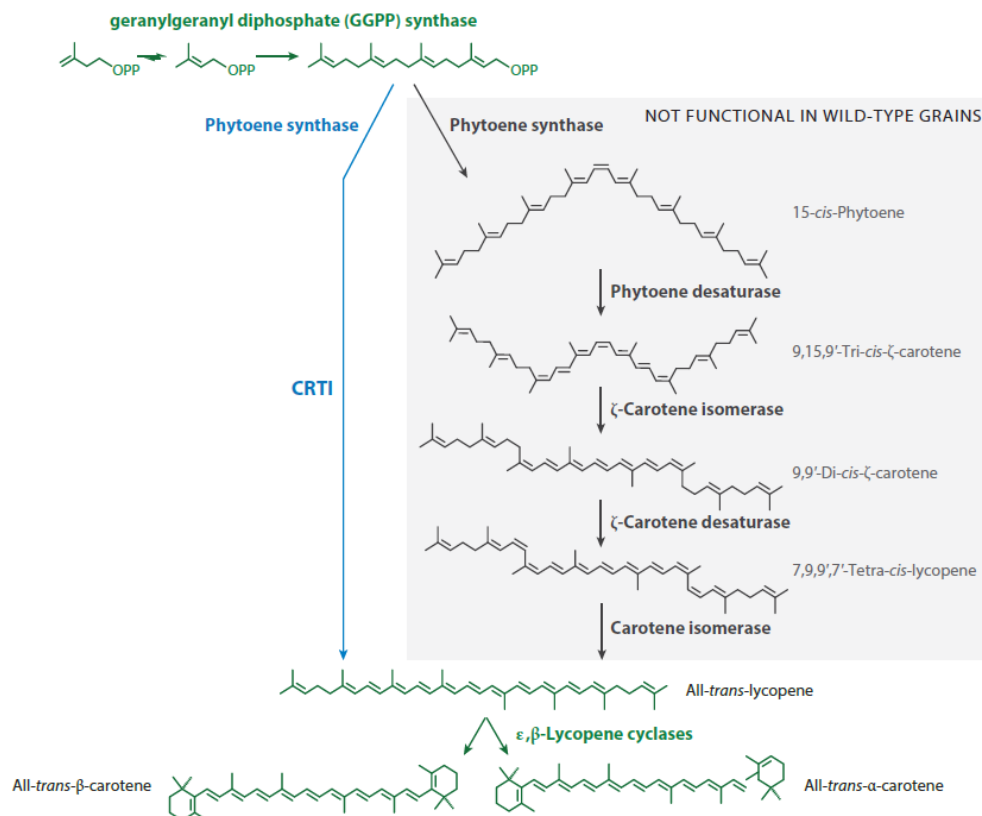 geranylgeranyl diphosphate (GGPP) synthase
OPP
OPP
OPP
Phytoene synthase
Phytoene synthase
NOT FUNCTIONAL IN WILD-TYPE GRAINS
15-cis-Phytoene
Phytoene desaturase
9,15,9′-Tri-cis-ζ-carotene
CRTI
ζ-Carotene isomerase
9,9′-Di-cis-ζ-carotene
ζ-Carotene desaturase
7,9,9′,7′-Tetra-cis-lycopene
Carotene isomerase
All-trans-lycopene
ε,β-Lycopene cyclases
All-trans-β-carotene
All-trans-α-carotene